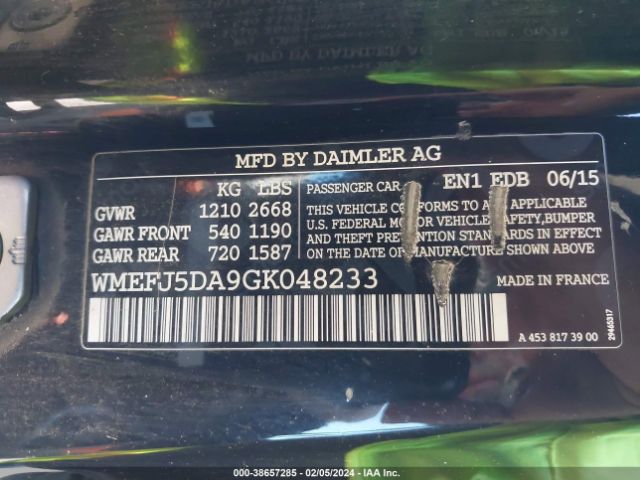 MFD BY DAIMLER AG
KG LBS
GVWR 1210 2668
GAWR FRONT 540 1190
GAWR REAR 720 1587
PASSENGER CAR EN1 EDB 06/15
THIS VEHICLE CONFORMS TO ALL APPLICABLE
U.S. FEDERAL MOTOR VEHICLE SAFETY, BUMPER
AND THEFT PREVENTION STANDARDS IN EFFECT
ON THE DATE OF MANUFACTURE SHOWN ABOVE.
WMEFJ5DA9GK048233
MADE IN FRANCE
A 453 817 39 00
29465317
000-38657285 - 02/05/2024 - IAA Inc.